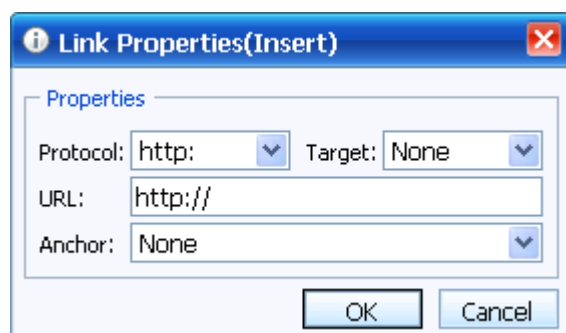 Link Properties(Insert)
Properties
Protocol: http: Target: None
URL: http://
Anchor: None
OK Cancel